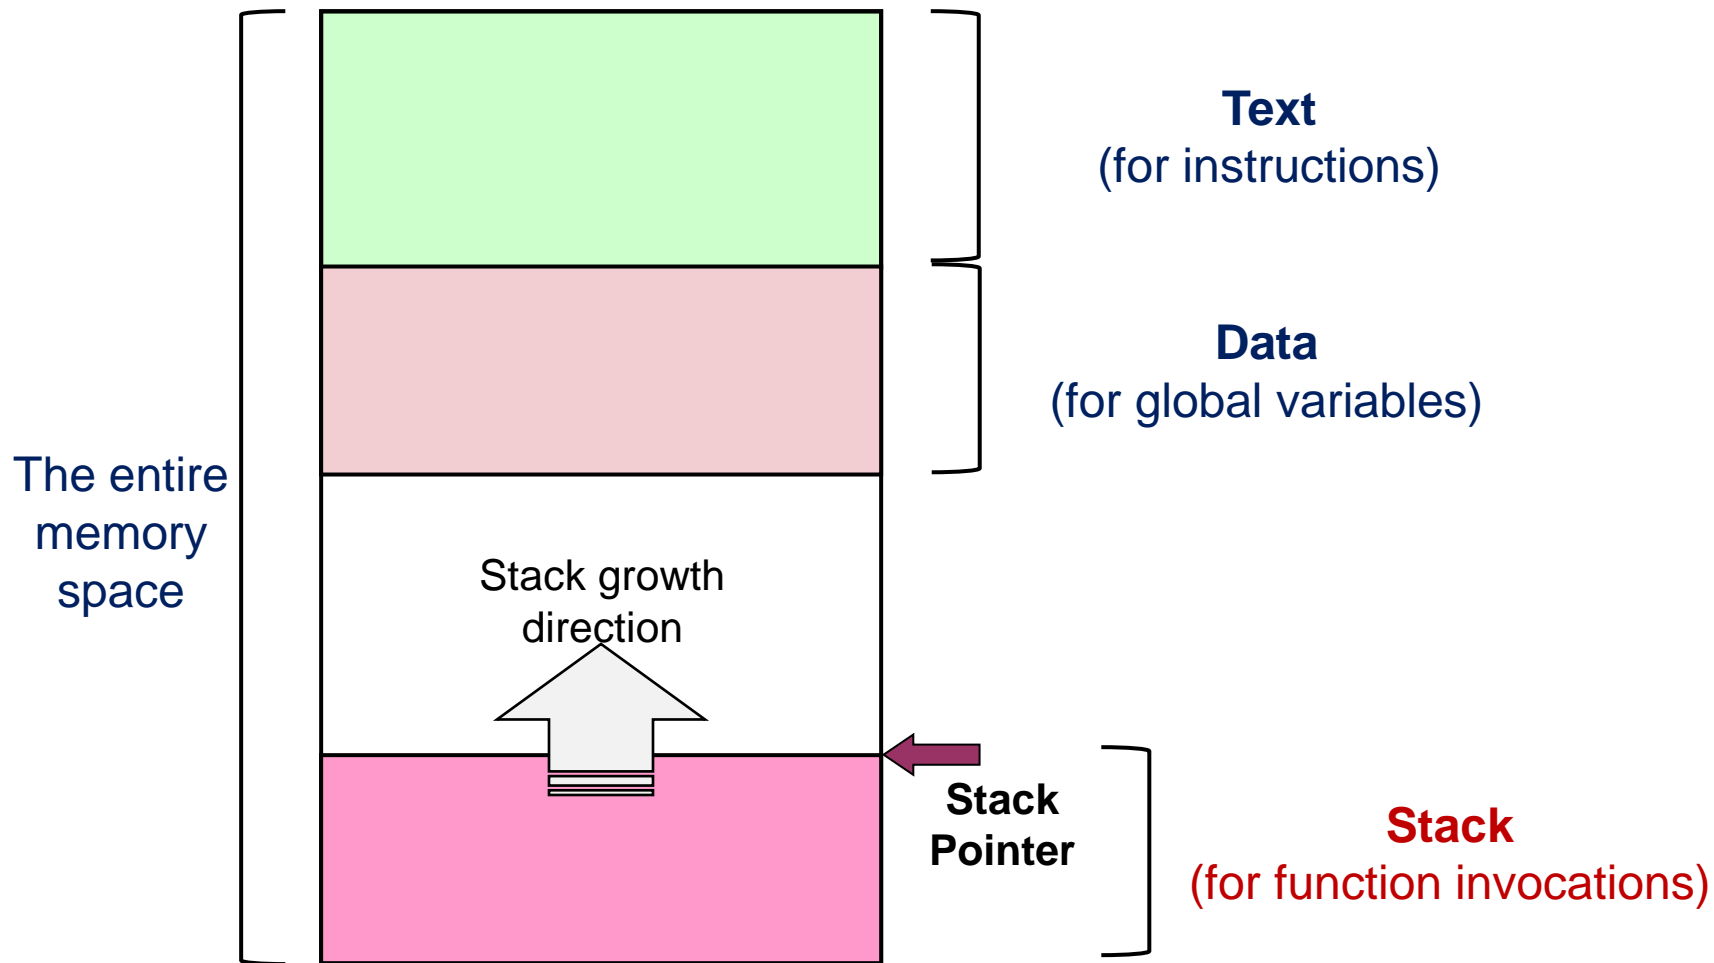 Text
(for instructions)
Data
(for global variables)
The entire
memory
space
Stack growth
direction
Stack
Pointer
Stack
(for function invocations)